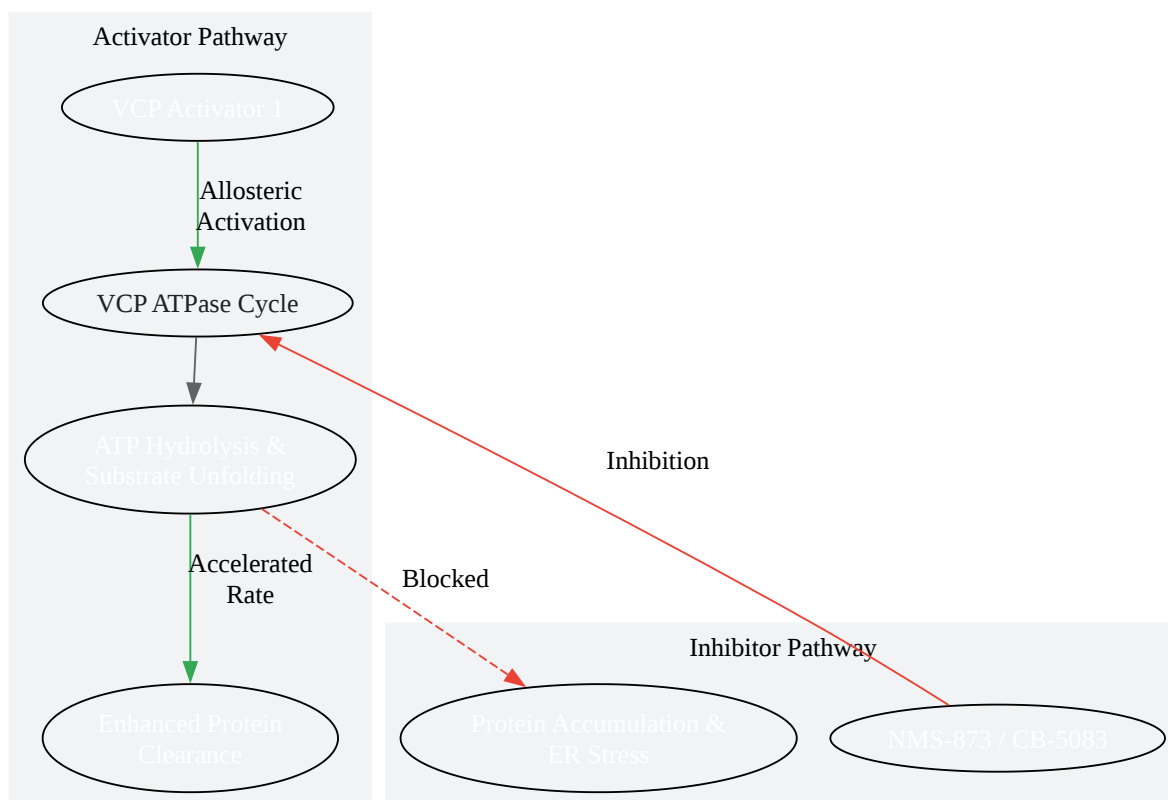 Activator Pathway
VCP Activator 1
Allosteric
Activation
VCP ATPase Cycle
ATP Hydrolysis &
Substrate Unfolding
Inhibition
Accelerated
Rate
Blocked
Inhibitor Pathway
Enhanced Protein
Clearance
Protein Accumulation &
ER Stress
NMS-873 / CB-5083